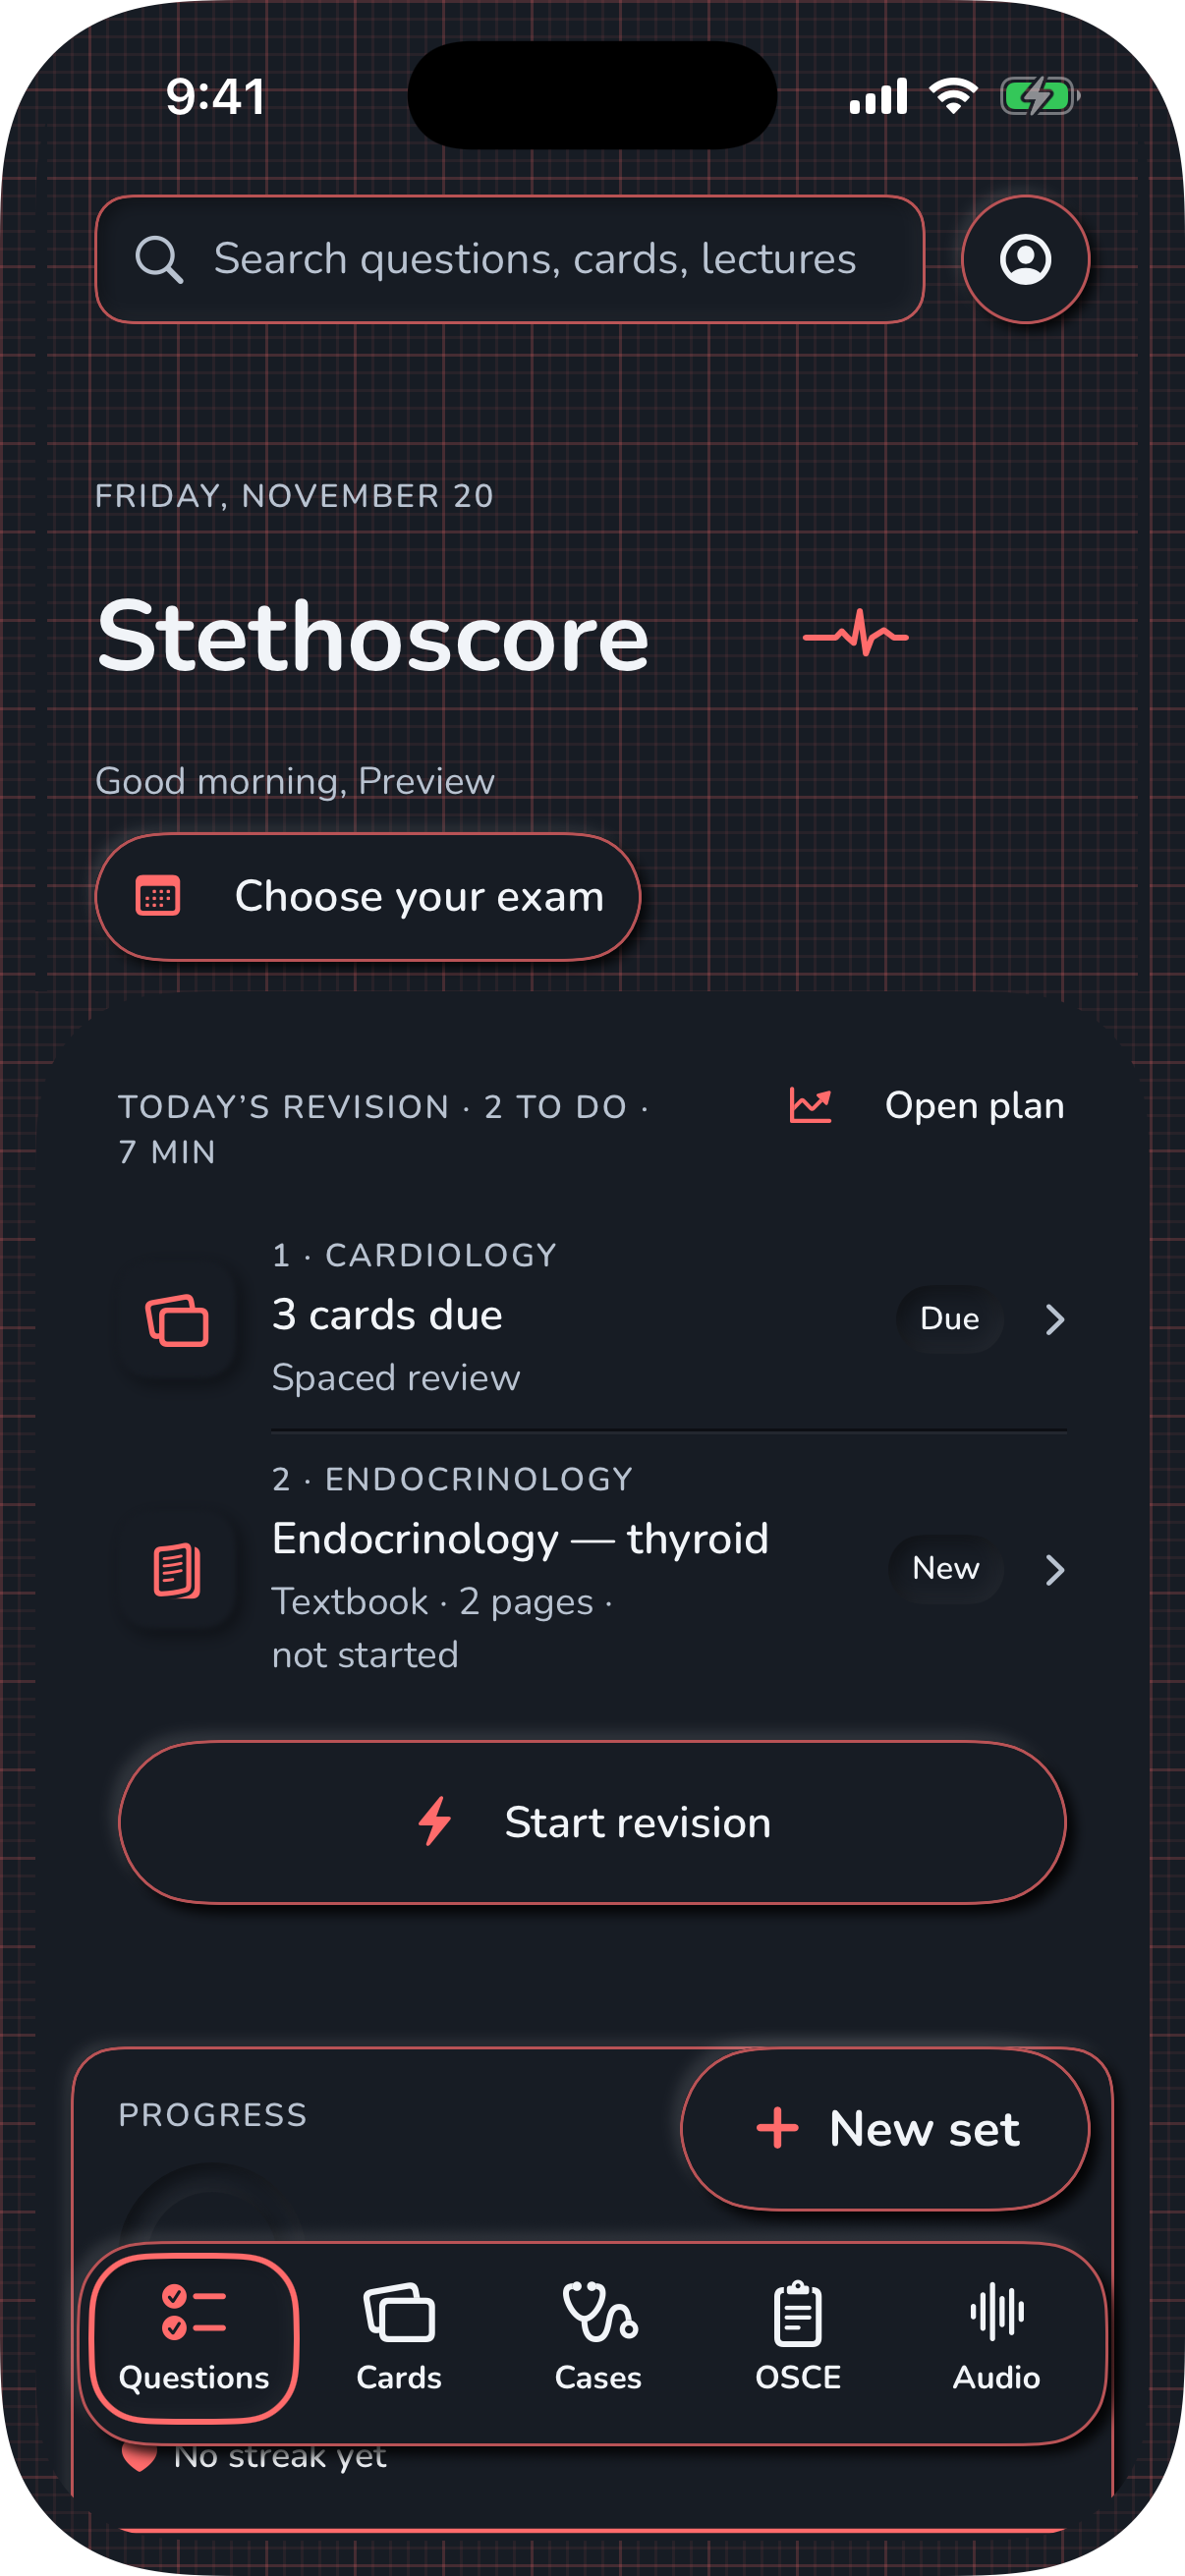 9:41
Search questions, cards, lectures
FRIDAY, NOVEMBER 20
Stethoscore
Good morning, Preview
Choose your exam
TODAY’S REVISION · 2 TO DO ·
7 MIN
Open plan
1 · CARDIOLOGY
3 cards due
Spaced review
Due
2 · ENDOCRINOLOGY
Endocrinology — thyroid
Textbook · 2 pages ·
not started
New
Start revision
PROGRESS
New set
Questions
Cards
Cases
OSCE
Audio
No streak yet